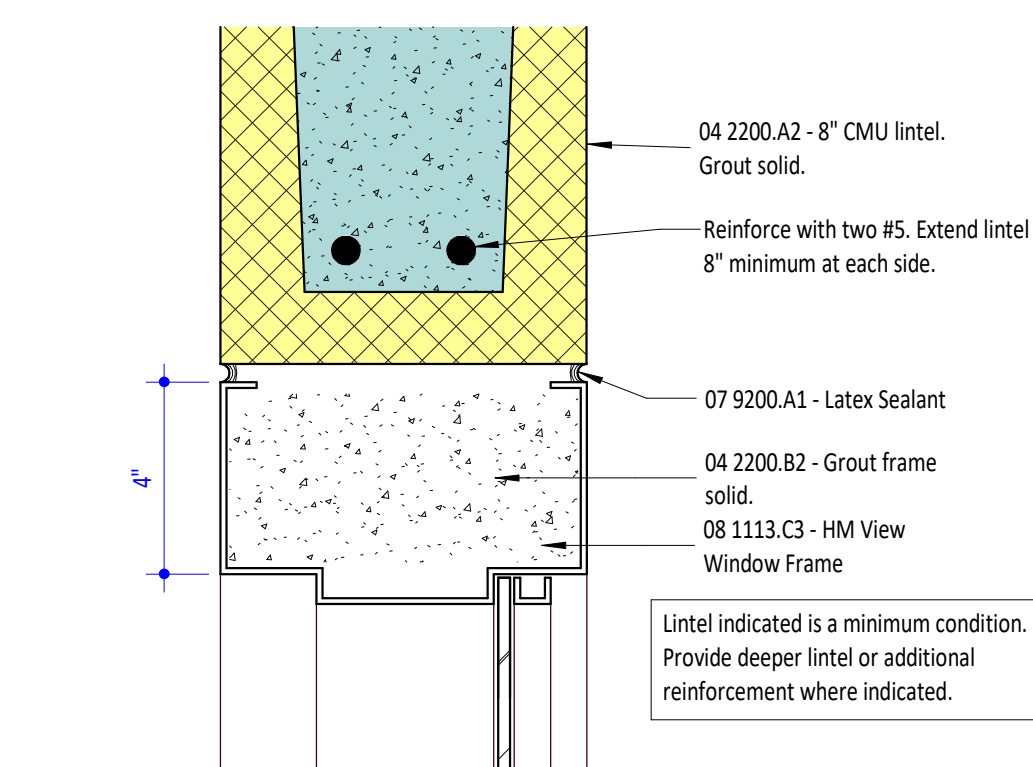 04 2200.A2 - 8" CMU lintel.
Grout solid.
Reinforce with two #5. Extend lintel
8" minimum at each side.
07 9200.A1 - Latex Sealant
4"
04 2200.B2 - Grout frame
solid.
08 1113.C3 - HM View
Window Frame
Lintel indicated is a minimum condition.
Provide deeper lintel or additional
reinforcement where indicated.